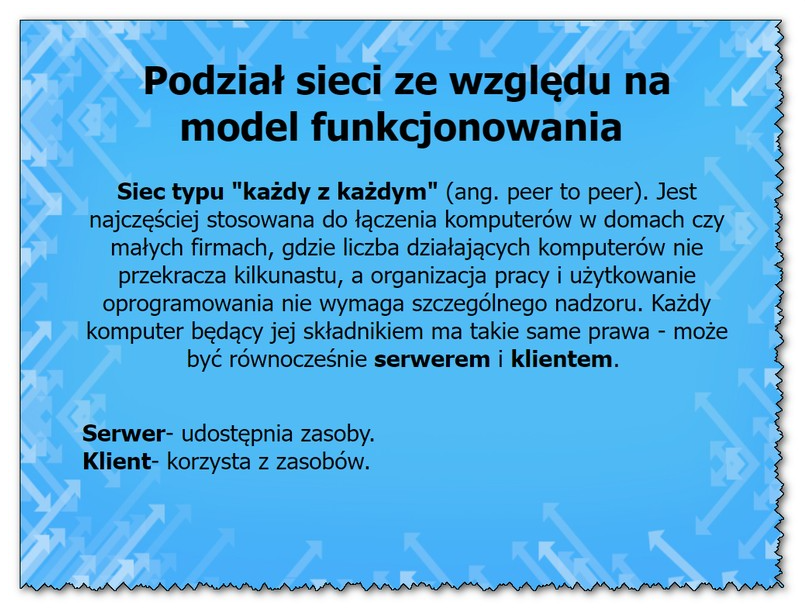 Podział sieci ze względu na
model funkcjonowania
Siec typu "każdy z każdym" (ang. peer to peer). Jest
najczęściej stosowana do łączenia komputerów w domach czy
małych firmach, gdzie liczba działających komputerów nie
przekracza kilkunastu, a organizacja pracy i użytkowanie
oprogramowania nie wymaga szczególnego nadzoru. Każdy
komputer będący jej składnikiem ma takie same prawa - może
być równocześnie serwerem i klientem.
Serwer- udostępnia zasoby.
Klient- korzysta z zasobów.